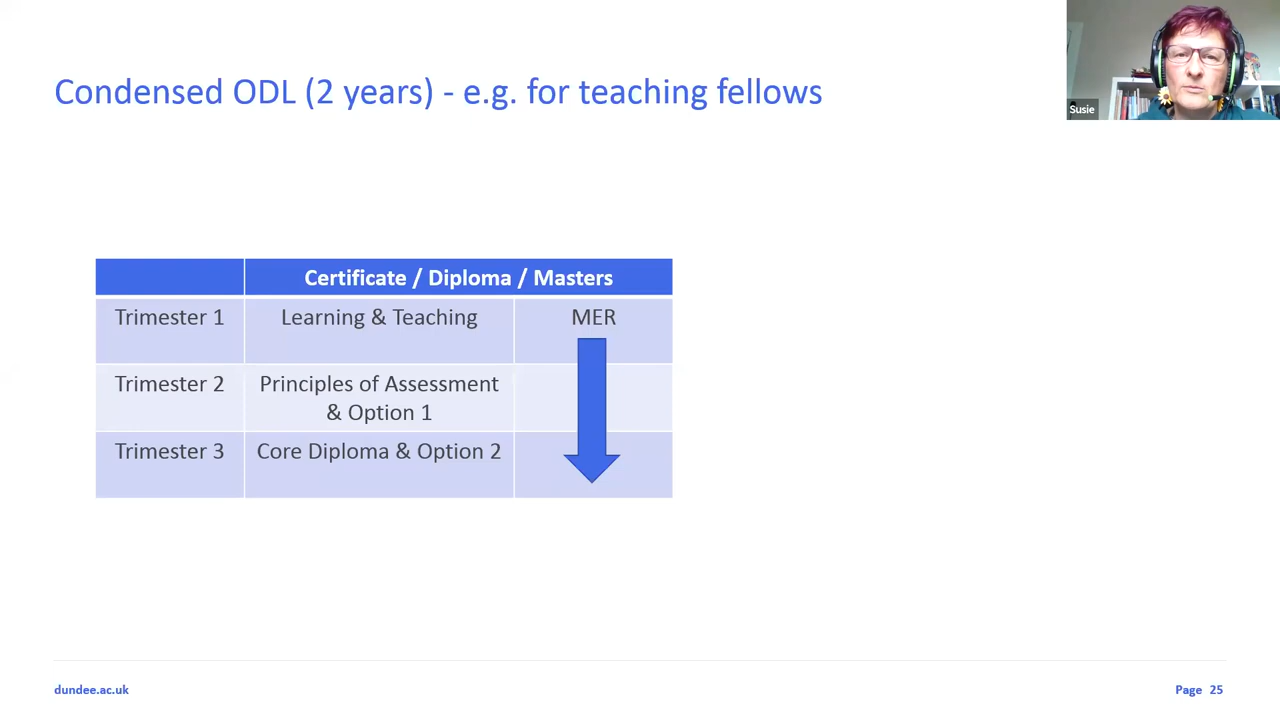 Condensed ODL (2 years) - e.g. for teaching fellows
Susie
Certificate / Diploma / Masters
Trimester 1 Learning & Teaching MER
Trimester 2 Principles of Assessment
& Option 1
Trimester 3 Core Diploma & Option 2
dundee.ac.uk Page 25